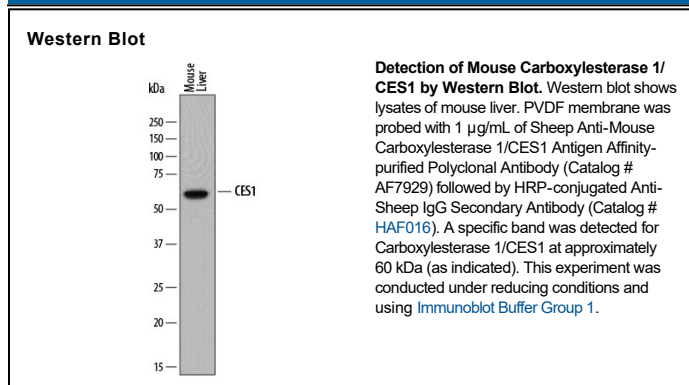 Western Blot
kDa
Mouse
Liver
250
150
100
75
CES1
50
37
25
20
15
Detection of Mouse Carboxylesterase 1/
CES1 by Western Blot. Western blot shows
lysates of mouse liver. PVDF membrane was
probed with 1 µg/mL of Sheep Anti-Mouse
Carboxylesterase 1/CES1 Antigen Affinity-
purified Polyclonal Antibody (Catalog #
AF7929) followed by HRP-conjugated Anti-
Sheep IgG Secondary Antibody (Catalog #
HAF016). A specific band was detected for
Carboxylesterase 1/CES1 at approximately
60 kDa (as indicated). This experiment was
conducted under reducing conditions and
using Immunoblot Buffer Group 1.